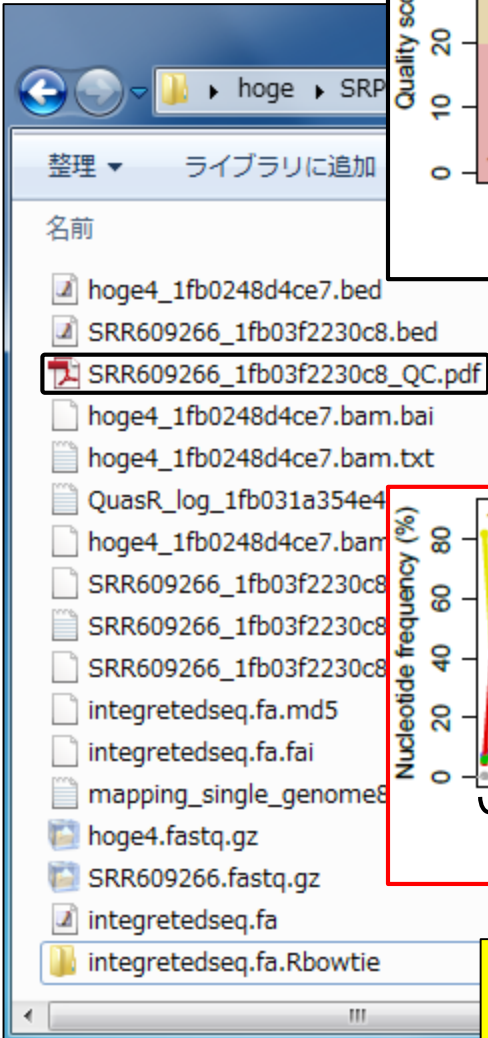 hoge ▸ SRP
整理 ▼ ライブラリに追加
名前
hoge4_1fb0248d4ce7.bed
SRR609266_1fb03f2230c8.bed
SRR609266_1fb03f2230c8_QC.pdf
hoge4_1fb0248d4ce7.bam.bai
hoge4_1fb0248d4ce7.bam.txt
QuasR_log_1fb031a354e4
hoge4_1fb0248d4ce7.bam
SRR609266_1fb03f2230c8
SRR609266_1fb03f2230c8
SRR609266_1fb03f2230c8
integretedseq.fa.md5
integretedseq.fa.fai
mapping_single_genome8
hoge4.fastq.gz
SRR609266.fastq.gz
integretedseq.fa
integretedseq.fa.Rbowtie
Quality sco
20
10
0
Nucleotide frequency (%)
80
60
40
20
0